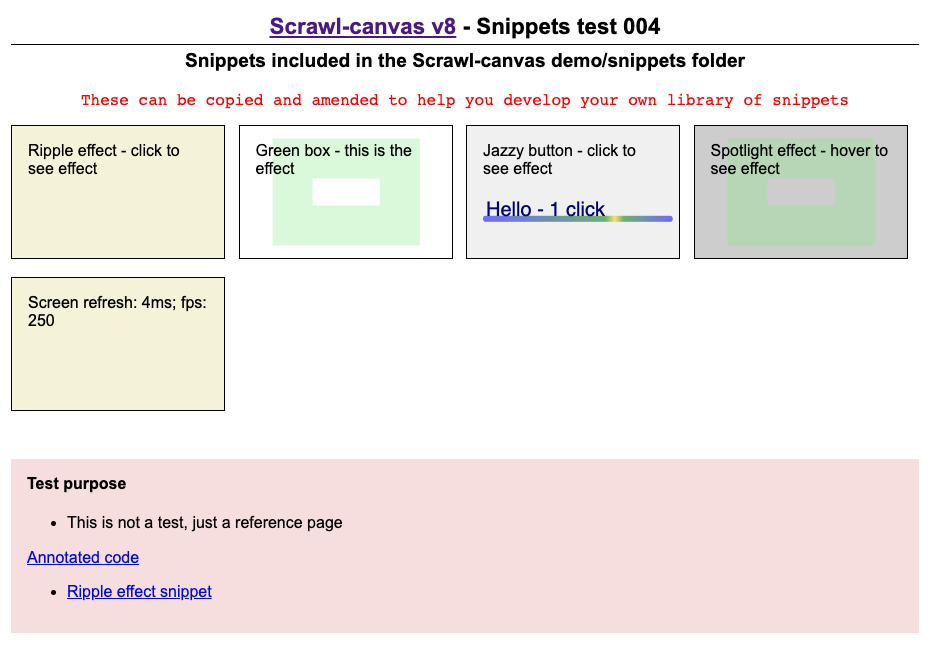 Scrawl-canvas v8 - Snippets test 004
Snippets included in the Scrawl-canvas demo/snippets folder
These can be copied and amended to help you develop your own library of snippets
Ripple effect - click to
see effect
Green box - this is the
effect
Jazzy button - click to
see effect
Hello - 1 click
Spotlight effect - hover to
see effect
Screen refresh: 4ms; fps:
250
Test purpose
• This is not a test, just a reference page
Annotated code
• Ripple effect snippet